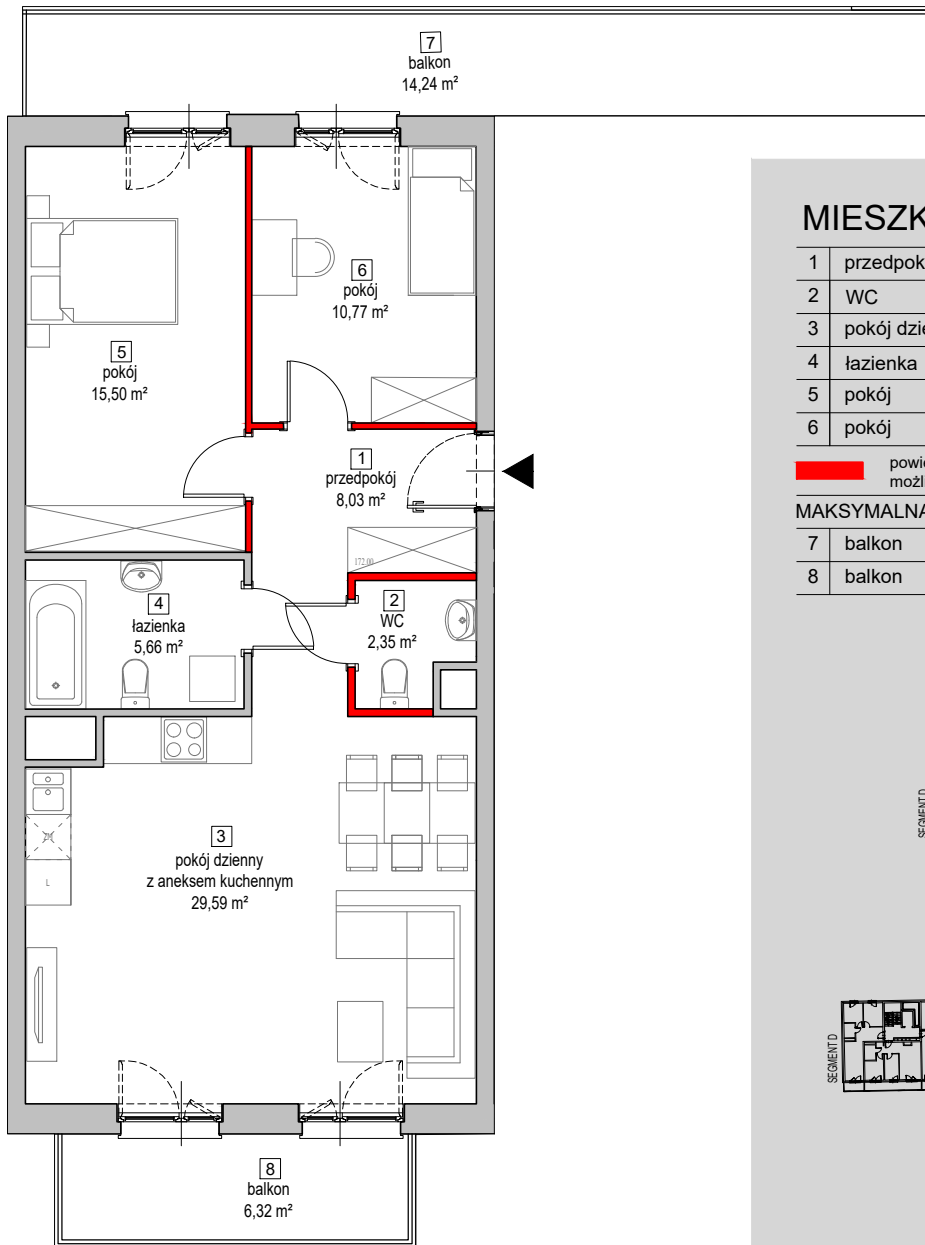 7
balkon
14,24 m²
6
pokój
10,77 m²
5
pokój
15,50 m²
1
przedpokój
8,03 m²
172.00
4
łazienka
5,66 m²
2
WC
2,35 m²
3
pokój dzienny
z aneksem kuchennym
29,59 m²
L
8
balkon
6,32 m²
MIESZK
1 przedpok
2 WC
3 pokój dzie
4 łazienka
5 pokój
6 pokój
powie
możli
MAKSYMALNA
7 balkon
8 balkon
SEGMENT D
SEGMENT D